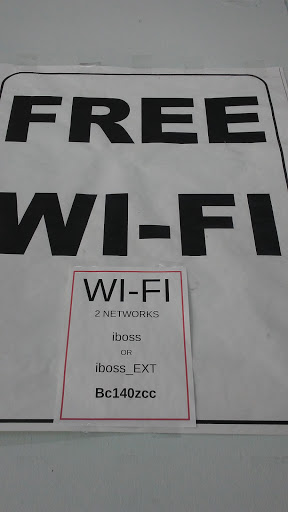 FREE
WI-FI
WI-FI
2 NETWORKS
iboss
OR
iboss_EXT
Bc140zcc